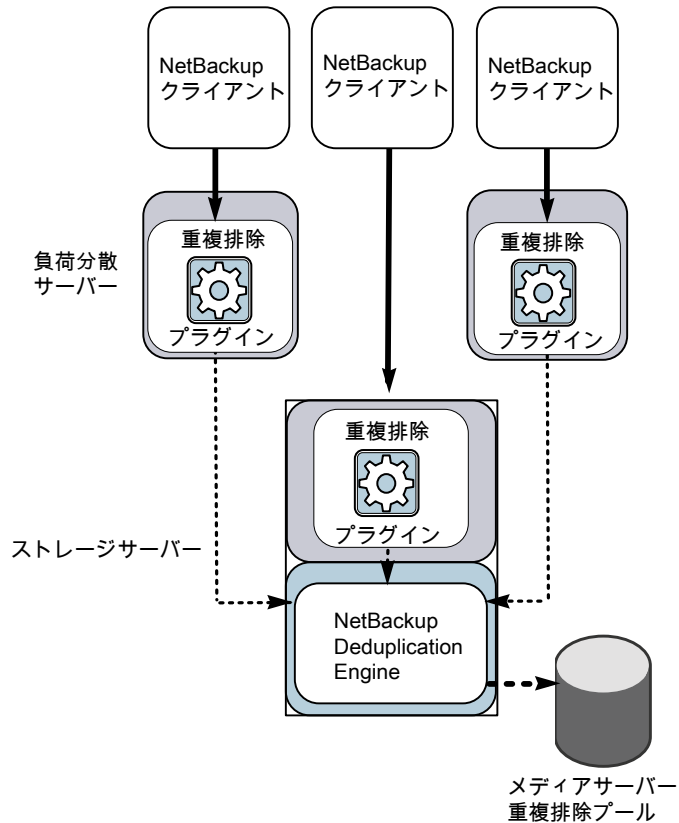 NetBackup
クライアント
NetBackup
クライアント
NetBackup
クライアント
負荷分散
サーバー
重複排除
プラグイン
重複排除
プラグイン
重複排除
プラグイン
ストレージサーバー
NetBackup
Deduplication
Engine
メディアサーバー
重複排除プール